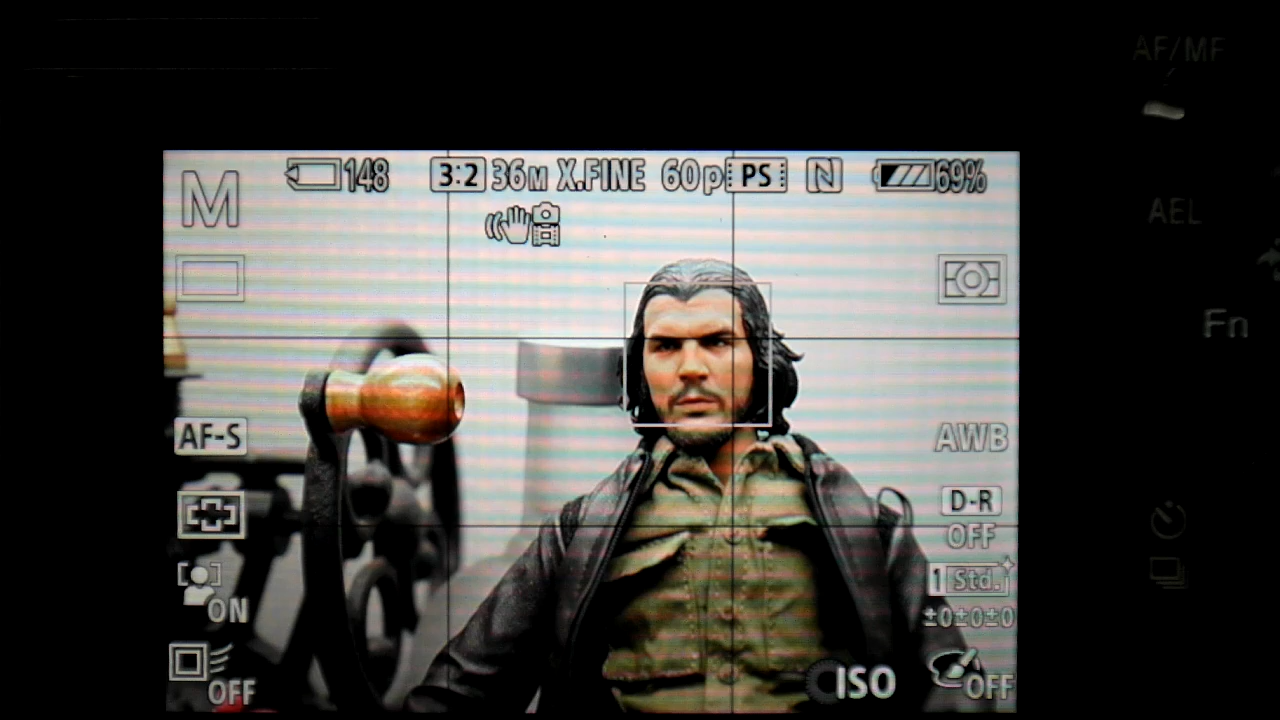 AF/MF
M 148 3:2 36M X.FINE 60p PS N 69%
AEL
Fn
AF-S
AWB
D-R
OFF
1 Std.
ON
±0±0±0
OFF
ISO
OFF